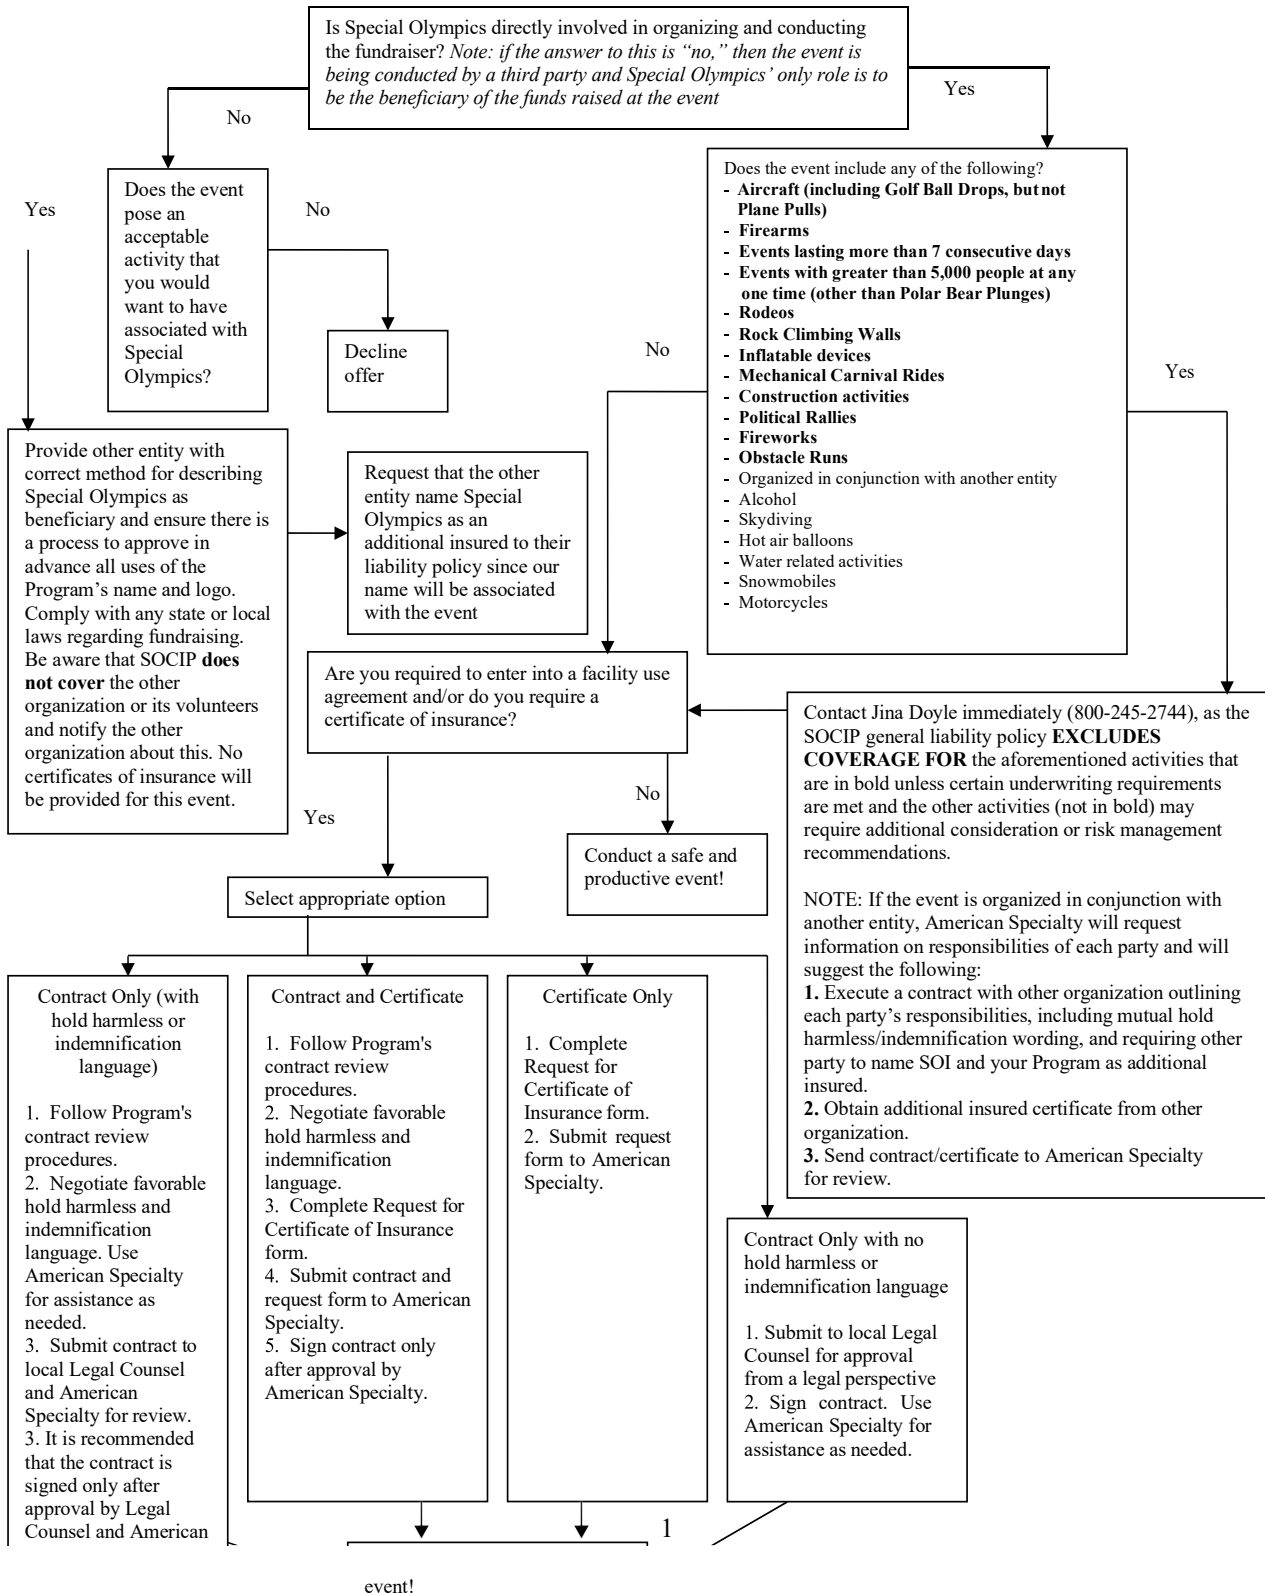 Is Special Olympics directly involved in organizing and conducting
the fundraiser? Note: if the answer to this is “no,” then the event is
being conducted by a third party and Special Olympics’ only role is to
be the beneficiary of the funds raised at the event
No
Yes
Does the event
pose an
acceptable
activity that
you would
want to have
associated with
Special
Olympics?
Yes
No
Decline
offer
Provide other entity with
correct method for describing
Special Olympics as
beneficiary and ensure there is
a process to approve in
advance all uses of the
Program’s name and logo.
Comply with any state or local
laws regarding fundraising.
Be aware that SOCIP does
not cover the other
organization or its volunteers
and notify the other
organization about this. No
certificates of insurance will
be provided for this event.
Request that the other
entity name Special
Olympics as an
additional insured to their
liability policy since our
name will be associated
with the event
Does the event include any of the following?
- Aircraft (including Golf Ball Drops, but not
Plane Pulls)
- Firearms
- Events lasting more than 7 consecutive days
- Events with greater than 5,000 people at any
one time (other than Polar Bear Plunges)
- Rodeos
- Rock Climbing Walls
- Inflatable devices
- Mechanical Carnival Rides
- Construction activities
- Political Rallies
- Fireworks
- Obstacle Runs
- Organized in conjunction with another entity
- Alcohol
- Skydiving
- Hot air balloons
- Water related activities
- Snowmobiles
- Motorcycles
No
Yes
Are you required to enter into a facility use
agreement and/or do you require a
certificate of insurance?
Contact Jina Doyle immediately (800-245-2744), as the
SOCIP general liability policy EXCLUDES
COVERAGE FOR the aforementioned activities that
are in bold unless certain underwriting requirements
are met and the other activities (not in bold) may
require additional consideration or risk management
recommendations.
NOTE: If the event is organized in conjunction with
another entity, American Specialty will request
information on responsibilities of each party and will
suggest the following:
1. Execute a contract with other organization outlining
each party’s responsibilities, including mutual hold
harmless/indemnification wording, and requiring other
party to name SOI and your Program as additional
insured.
2. Obtain additional insured certificate from other
organization.
3. Send contract/certificate to American Specialty
for review.
Yes
No
Conduct a safe and
productive event!
Select appropriate option
Contract Only (with
hold harmless or
indemnification
language)
1. Follow Program's
contract review
procedures.
2. Negotiate favorable
hold harmless and
indemnification
language. Use
American Specialty
for assistance as
needed.
3. Submit contract to
local Legal Counsel
and American
Specialty for review.
3. It is recommended
that the contract is
signed only after
approval by Legal
Counsel and American
Contract and Certificate
1. Follow Program's
contract review
procedures.
2. Negotiate favorable
hold harmless and
indemnification
language.
3. Complete Request for
Certificate of Insurance
form.
4. Submit contract and
request form to American
Specialty.
5. Sign contract only
after approval by
American Specialty.
Certificate Only
1. Complete
Request for
Certificate of
Insurance form.
2. Submit request
form to American
Specialty.
Contract Only with no
hold harmless or
indemnification language
1. Submit to local Legal
Counsel for approval
from a legal perspective
2. Sign contract. Use
American Specialty for
assistance as needed.
1
event!